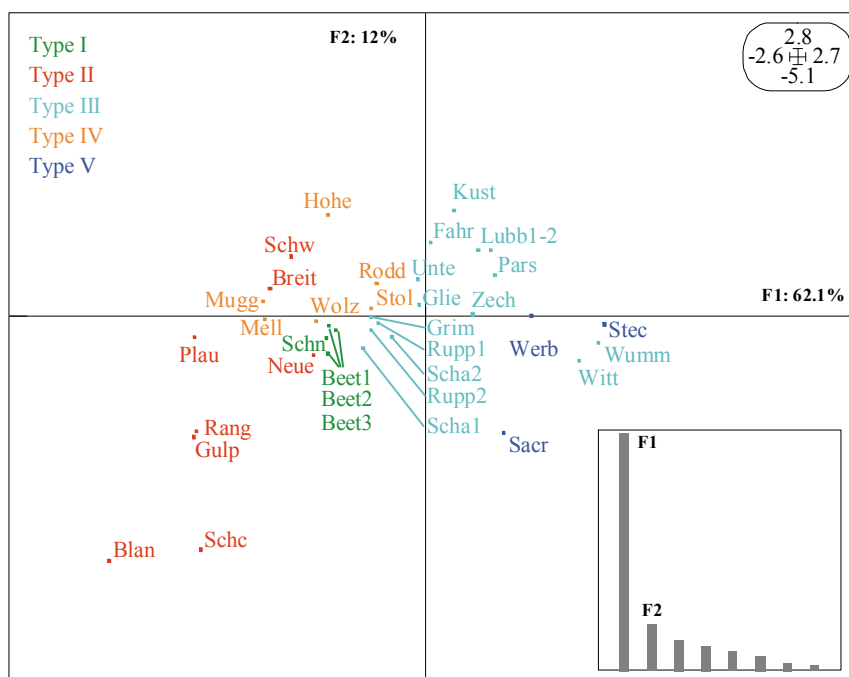 Type I
Type II
Type III
Type IV
Type V
F2: 12%
2.8
-2.6 2.7
-5.1
Kust
Hohe
Fahr
Lubb1-2
Schw
Rodd
Unte
Pars
Breit
F1: 62.1%
Mugg
Wolz
Stol
Glie
Zech
Mell
Grim
Stec
Plau
Schn
Rupp1
Werb
Wumm
Neue
Beet1
Scha2
Witt
Beet2
Rupp2
Beet3
Scha1
Rang
Sacr
Gulp
F1
Blan
Schc
F2